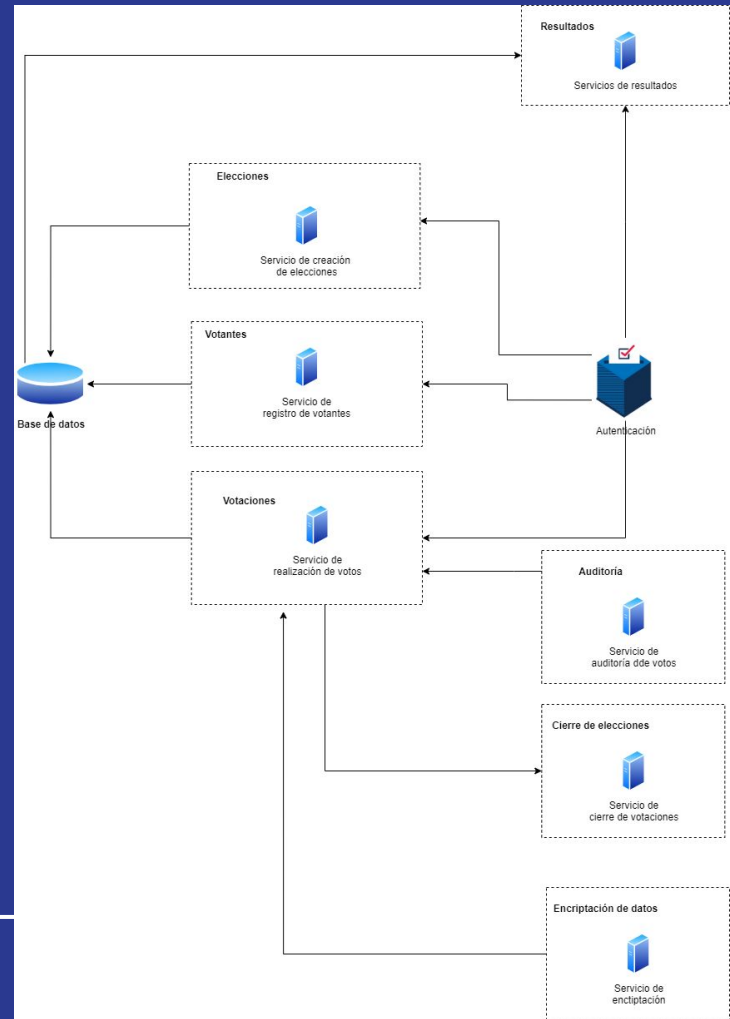 Resultados
Servicios de resultados
Elecciones
Servicio de creación
de elecciones
Votantes
Servicio de
registro de votantes
Base de datos
Autenticación
Votaciones
Servicio de
realización de votos
Auditoría
Servicio de
auditoría dde votos
Cierre de elecciones
Servicio de
cierre de votaciones
Encriptación de datos
Servicio de
enctiptación